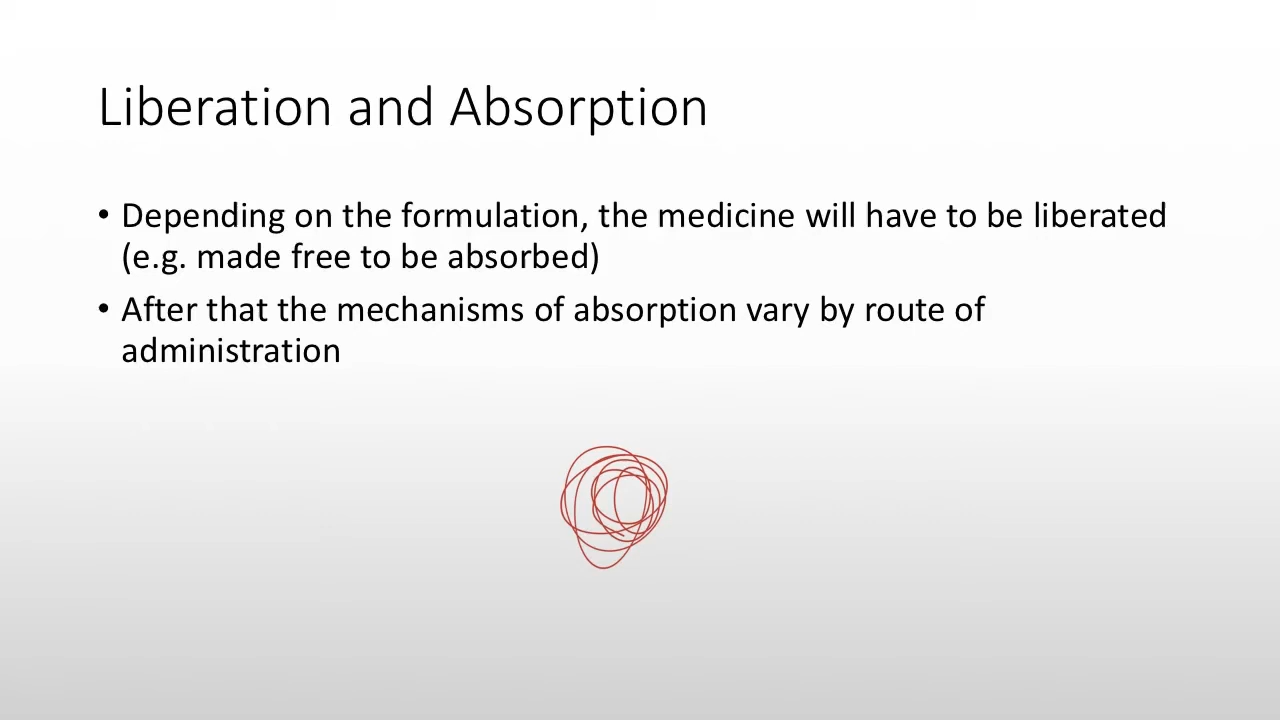 Liberation and Absorption
• Depending on the formulation, the medicine will have to be liberated
(e.g. made free to be absorbed)
• After that the mechanisms of absorption vary by route of
administration